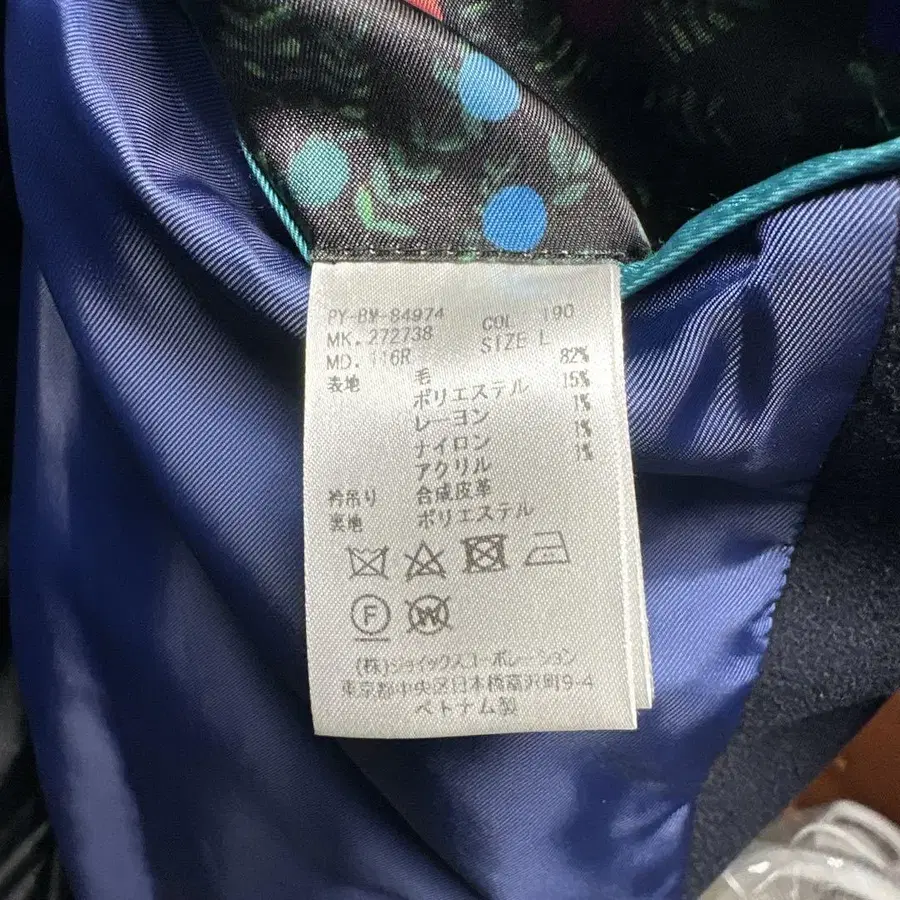 PY-BM-84974
COL 190
MK.272738
SIZE L
MD.116R
表地 毛 82%
ポリエステル 15%
レーヨン 1%
ナイロン 1%
アクリル 1%
衿吊り 合成皮革
裏地 ポリエステル
F
W
(株)ジョイックスコーポレーション
東京都中央区日本橋富沢町9-4
ベトナム製